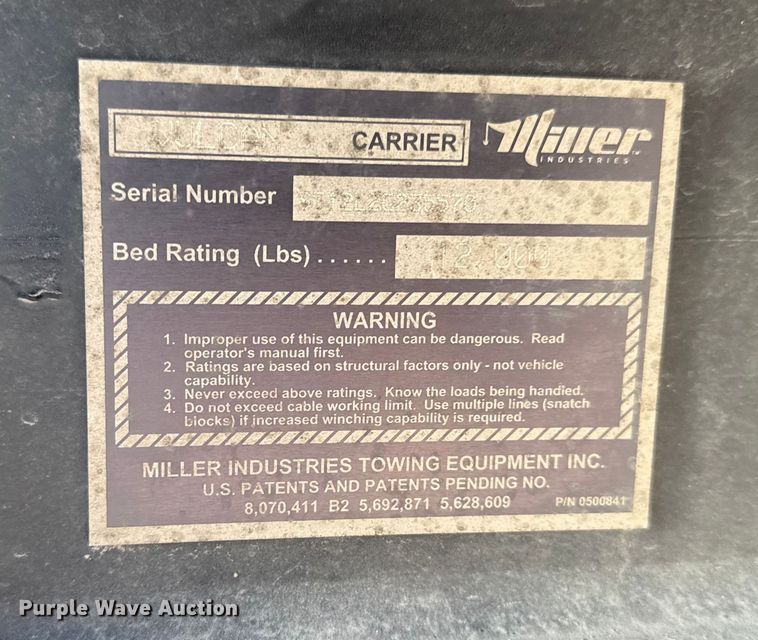 VULCAN CARRIER
Miller
INDUSTRIES
Serial Number
Bed Rating (Lbs) ...... 12,000
WARNING
1. Improper use of this equipment can be dangerous. Read
operator's manual first.
2. Ratings are based on structural factors only - not vehicle
capability.
3. Never exceed above ratings. Know the loads being handled.
4. Do not exceed cable working limit. Use multiple lines (snatch
blocks) if increased winching capability is required.
MILLER INDUSTRIES TOWING EQUIPMENT INC.
U.S. PATENTS AND PATENTS PENDING NO.
8,070,411 B2 5,692,871 5,628,609 P/N 0500841
Purple Wave Auction